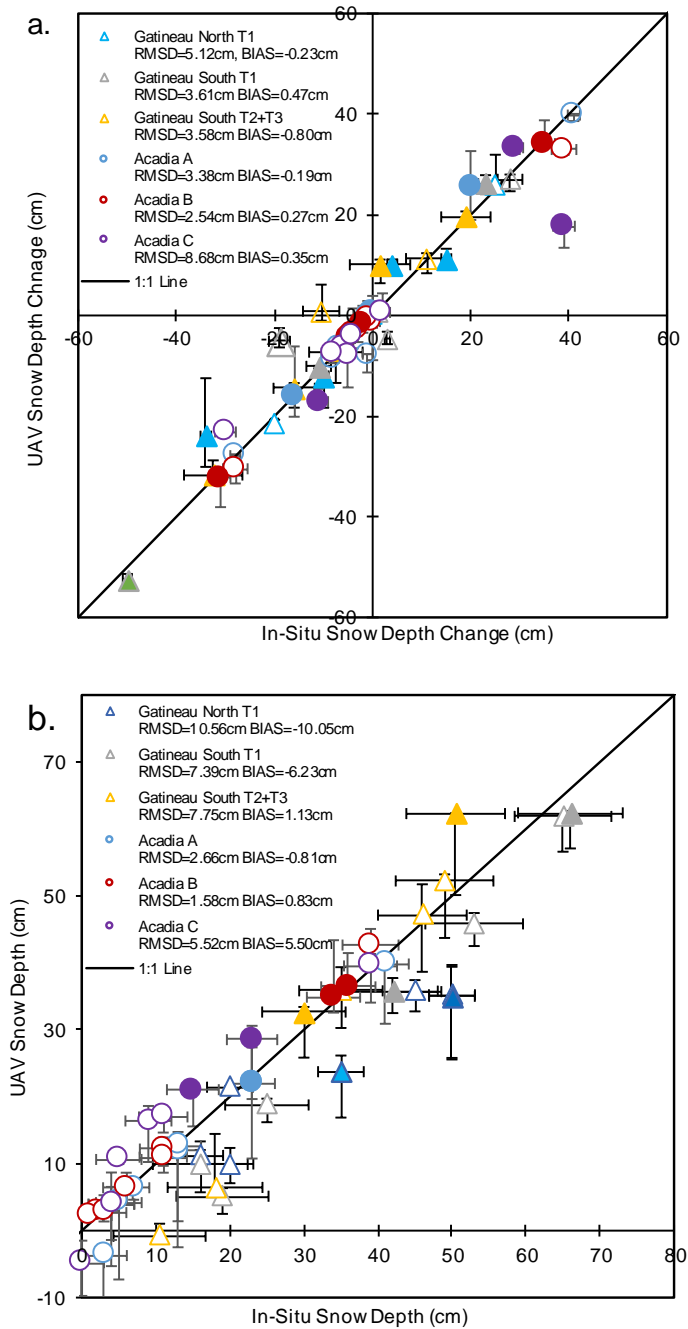 a.
60
40
20
0
-20
-40
-60
-60
-40
-20
0
20
40
60
Gatineau North T1
RMSD=5.12cm, BIAS=-0.23cm
Gatineau South T1
RMSD=3.61cm BIAS=0.47cm
Gatineau South T2+T3
RMSD=3.58cm BIAS=-0.80cm
Acadia A
RMSD=3.38cm BIAS=-0.19cm
Acadia B
RMSD=2.54cm BIAS=0.27cm
Acadia C
RMSD=8.68cm BIAS=0.35cm
1:1 Line
UAV Snow Depth Chnage (cm)
In-Situ Snow Depth Change (cm)
b.
70
50
30
10
-10
0
10
20
30
40
50
60
70
80
Gatineau North T1
RMSD=10.56cm BIAS=-10.05cm
Gatineau South T1
RMSD=7.39cm BIAS=-6.23cm
Gatineau South T2+T3
RMSD=7.75cm BIAS=1.13cm
Acadia A
RMSD=2.66cm BIAS=-0.81cm
Acadia B
RMSD=1.58cm BIAS=0.83cm
Acadia C
RMSD=5.52cm BIAS=5.50cm
1:1 Line
UAV Snow Depth (cm)
In-Situ Snow Depth (cm)